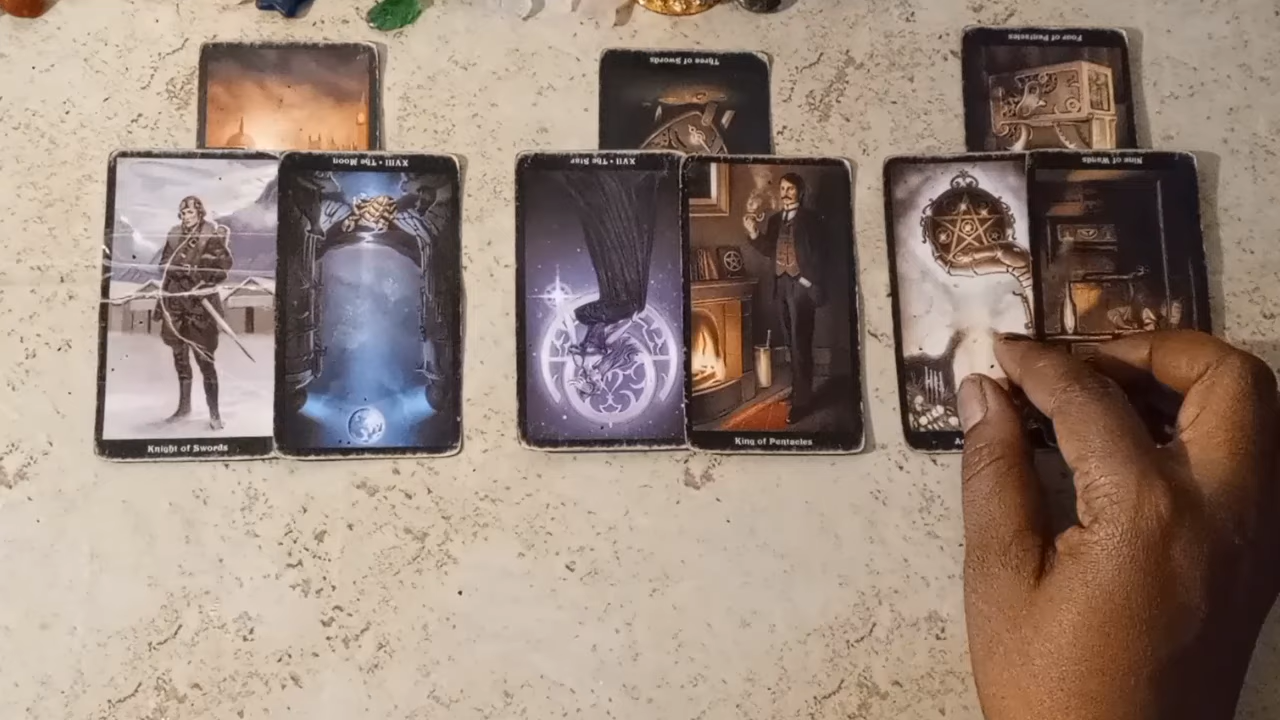 Three of Swords
Four of Pentacles
XVIII • The Moon
XVII • The Star
Nine of Wands
Knight of Swords
King of Pentacles